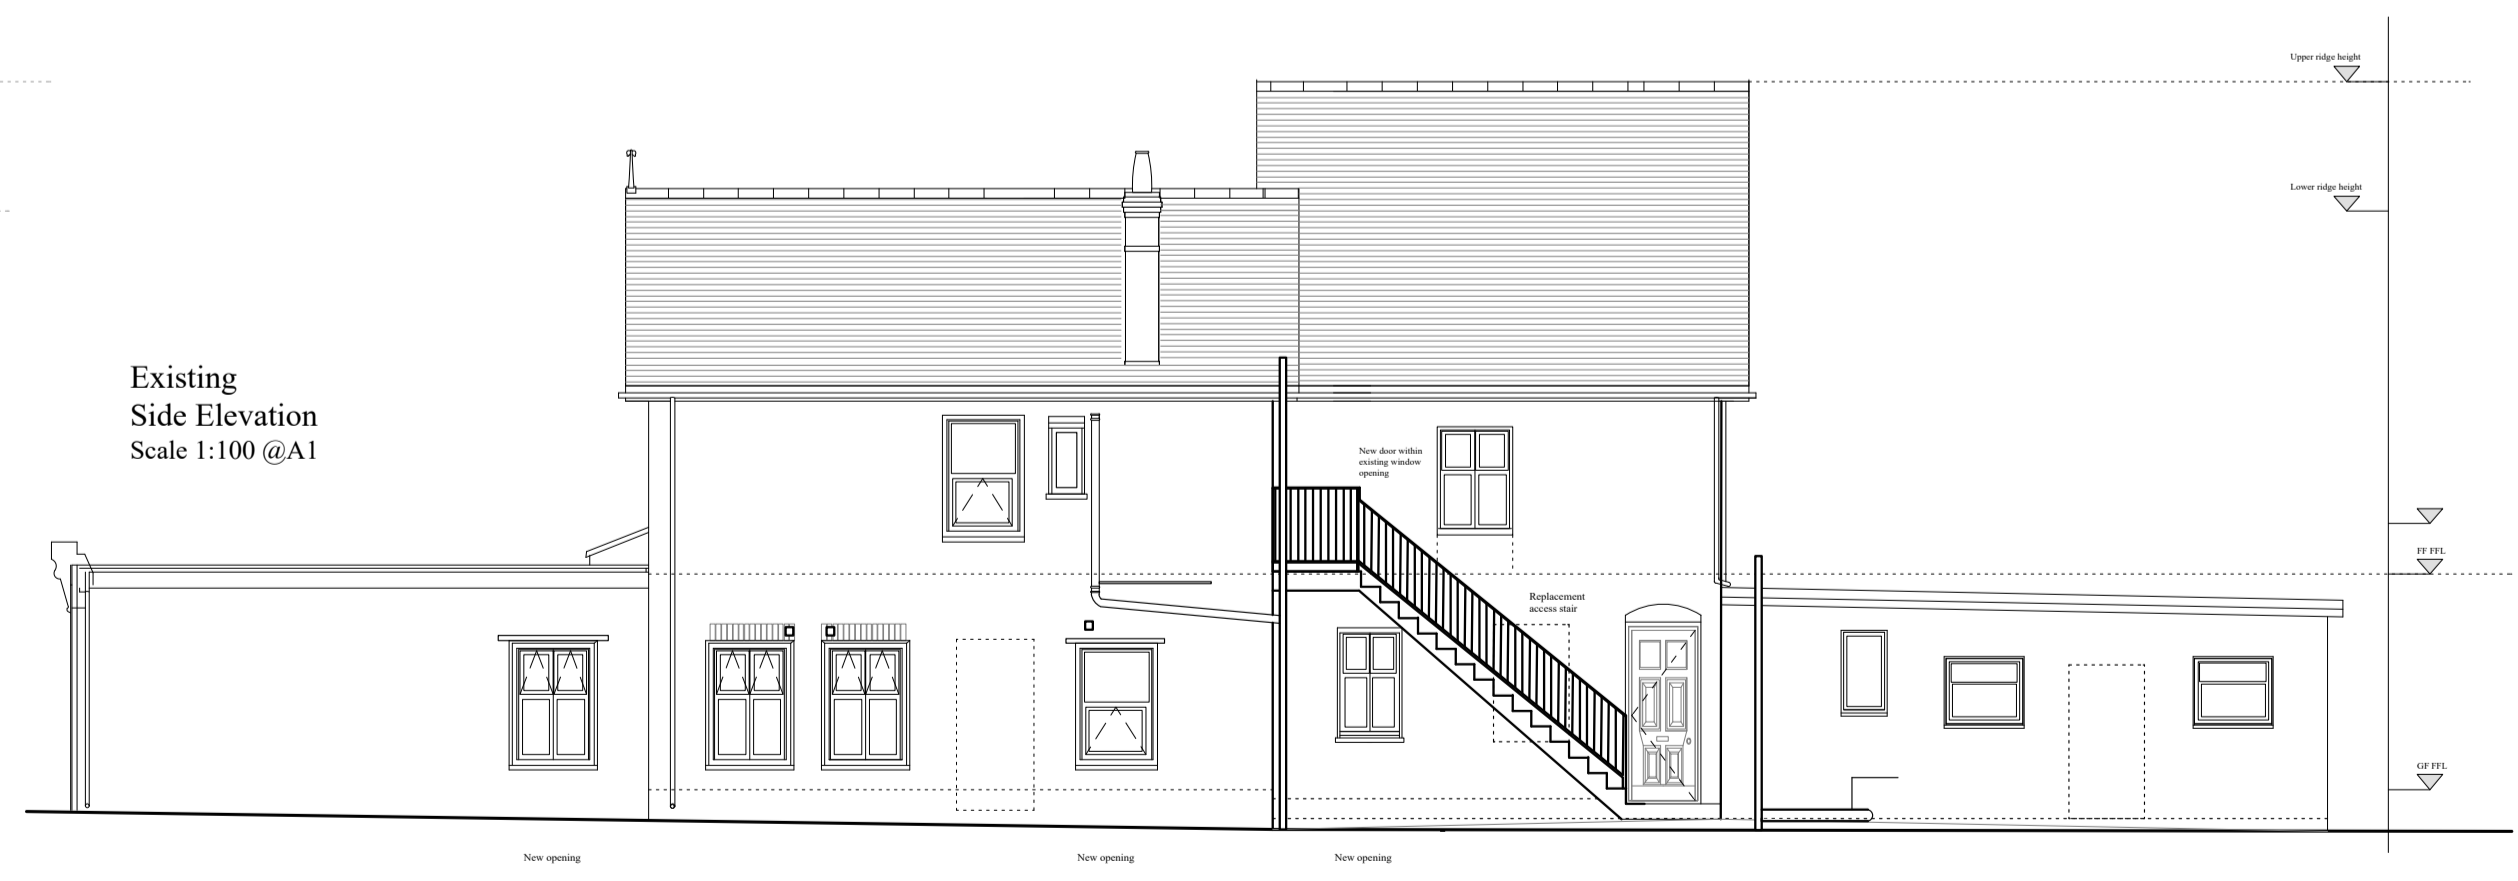 Upper ridge height
Lower ridge height
Existing
Side Elevation
Scale 1:100 @A1
New door within
existing window
opening
FF FFL
Replacement
access stair
GF FFL
New opening
New opening
New opening